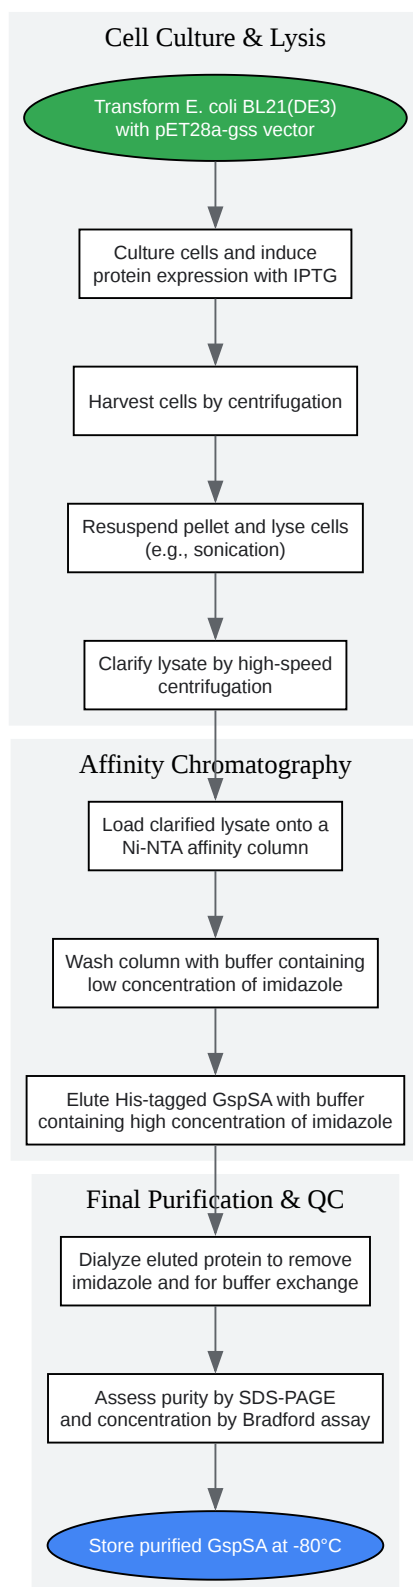 Cell Culture & Lysis
Transform E. coli BL21(DE3)
with pET28a-gss vector
Culture cells and induce
protein expression with IPTG
Harvest cells by centrifugation
Resuspend pellet and lyse cells
(e.g., sonication)
Clarify lysate by high-speed
centrifugation
Affinity Chromatography
Load clarified lysate onto a
Ni-NTA affinity column
Wash column with buffer containing
low concentration of imidazole
Elute His-tagged GspSA with buffer
containing high concentration of imidazole
Final Purification & QC
Dialyze eluted protein to remove
imidazole and for buffer exchange
Assess purity by SDS-PAGE
and concentration by Bradford assay
Store purified GspSA at -80°C